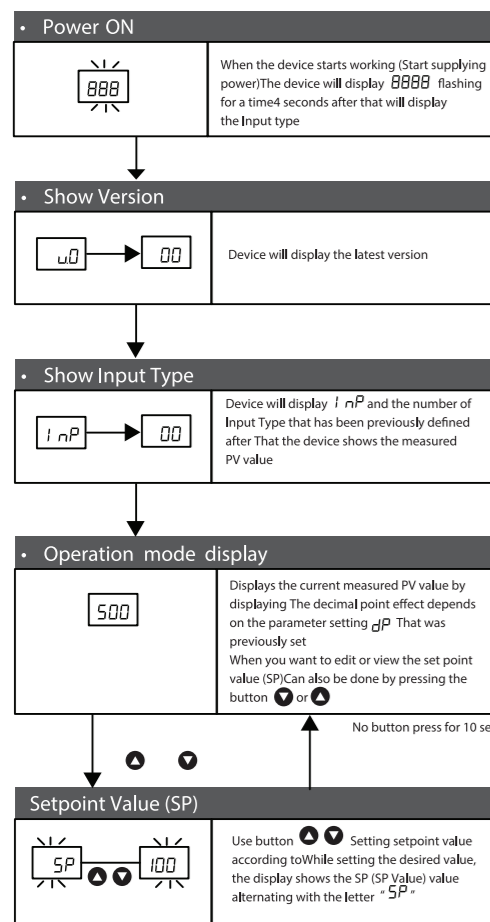 • Power ON
888
When the device starts working (Start supplying
power)The device will display 8888 flashing
for a time4 seconds after that will display
the Input type
• Show Version
u.0 00
Device will display the latest version
• Show Input Type
InP 00
Device will display InP and the number of
Input Type that has been previously defined
after That the device shows the measured
PV value
• Operation mode display
500
Displays the current measured PV value by
displaying The decimal point effect depends
on the parameter setting dP That was
previously set
When you want to edit or view the set point
value (SP)Can also be done by pressing the
button or
No button press for 10 se
Setpoint Value (SP)
SP 100
Use button Setting setpoint value
according toWhile setting the desired value,
the display shows the SP (SP Value) value
alternating with the letter "SP"